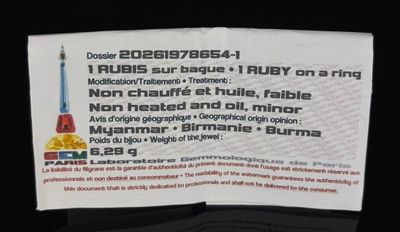 Dossier 20261978654-1
1 RUBIS sur bague • 1 RUBY on a ring
Modification/Traitement • Treatment :
Non chauffé et huile, faible
Non heated and oil, minor
Avis d'origine géographique • Geographical origin opinion :
Myanmar • Birmanie • Burma
Poids du bijou • Weight of the jewel :
6,29 g
GEM
PARIS Laboratoire Gemmologique de Paris
La lisibilité du filigrane est la garantie d'authenticité du présent document dont l'usage est strictement réservé aux
professionnels et non destiné au consommateur • The readability of the watermark guarantees the authenticity of
this document that is strictly dedicated to professionals and shall not be delivered to the consumer.